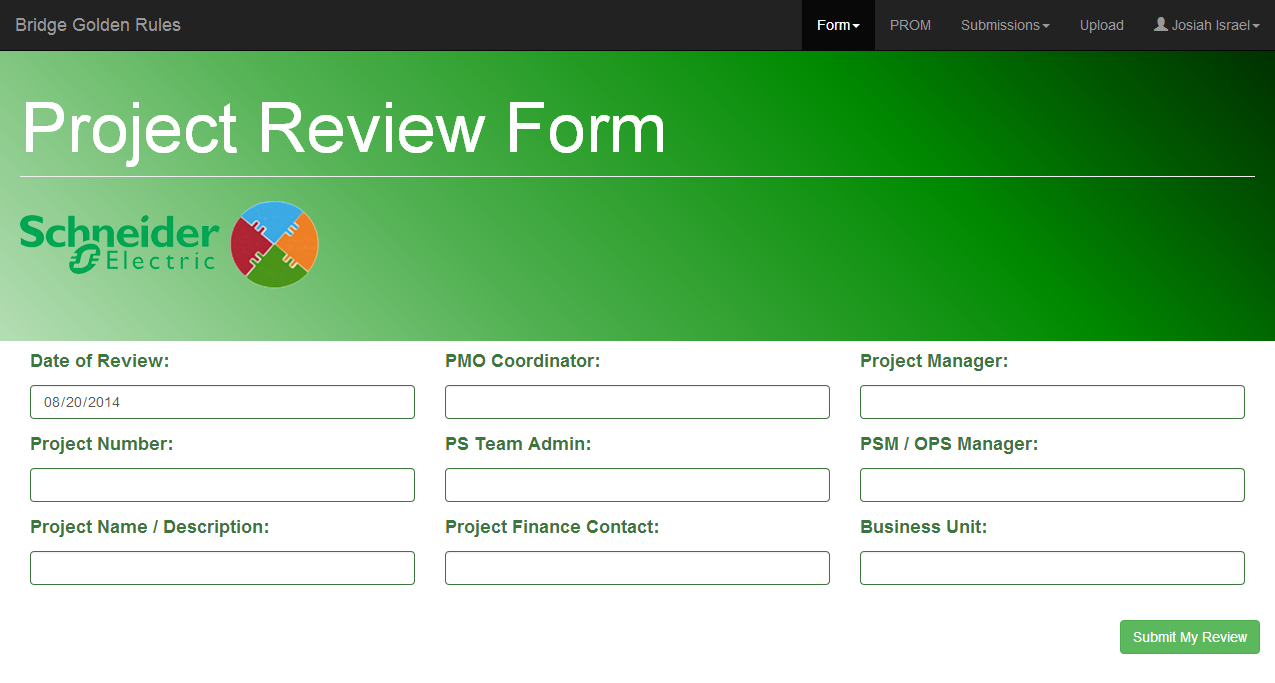 Bridge Golden Rules Form PROM Submissions Upload Josiah Israel
Project Review Form
Schneider
Electric
Date of Review: PMO Coordinator: Project Manager:
08/20/2014
Project Number: PS Team Admin: PSM / OPS Manager:
Project Name / Description: Project Finance Contact: Business Unit:
Submit My Review